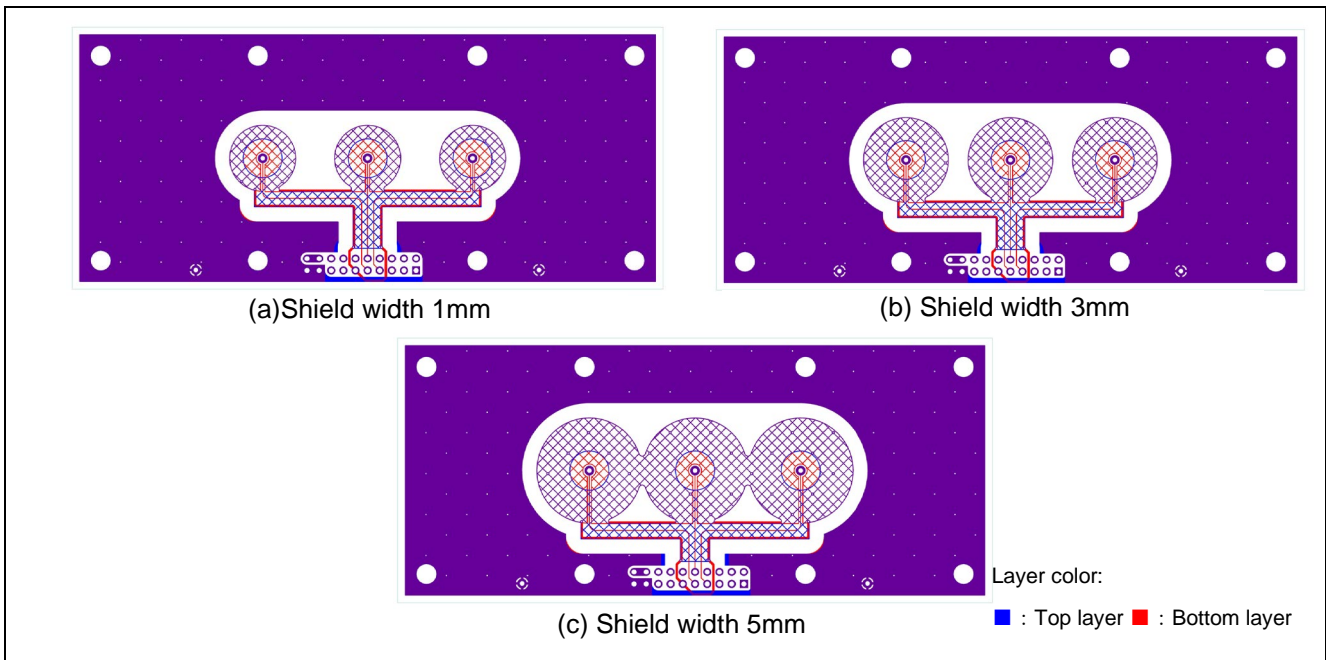 (a)Shield width 1mm
(b) Shield width 3mm
(c) Shield width 5mm
Layer color:
: Top layer : Bottom layer